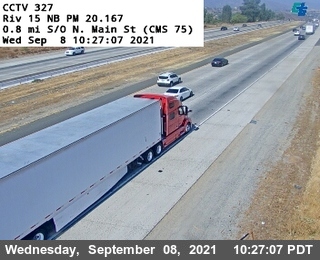 CCTV 327
Riv 15 NB PM 20.167
0.8 mi S/O N. Main St (CMS 75)
Wed Sep  8 10:27:07 2021
Wednesday, September 08, 2021 10:27:07 PDT